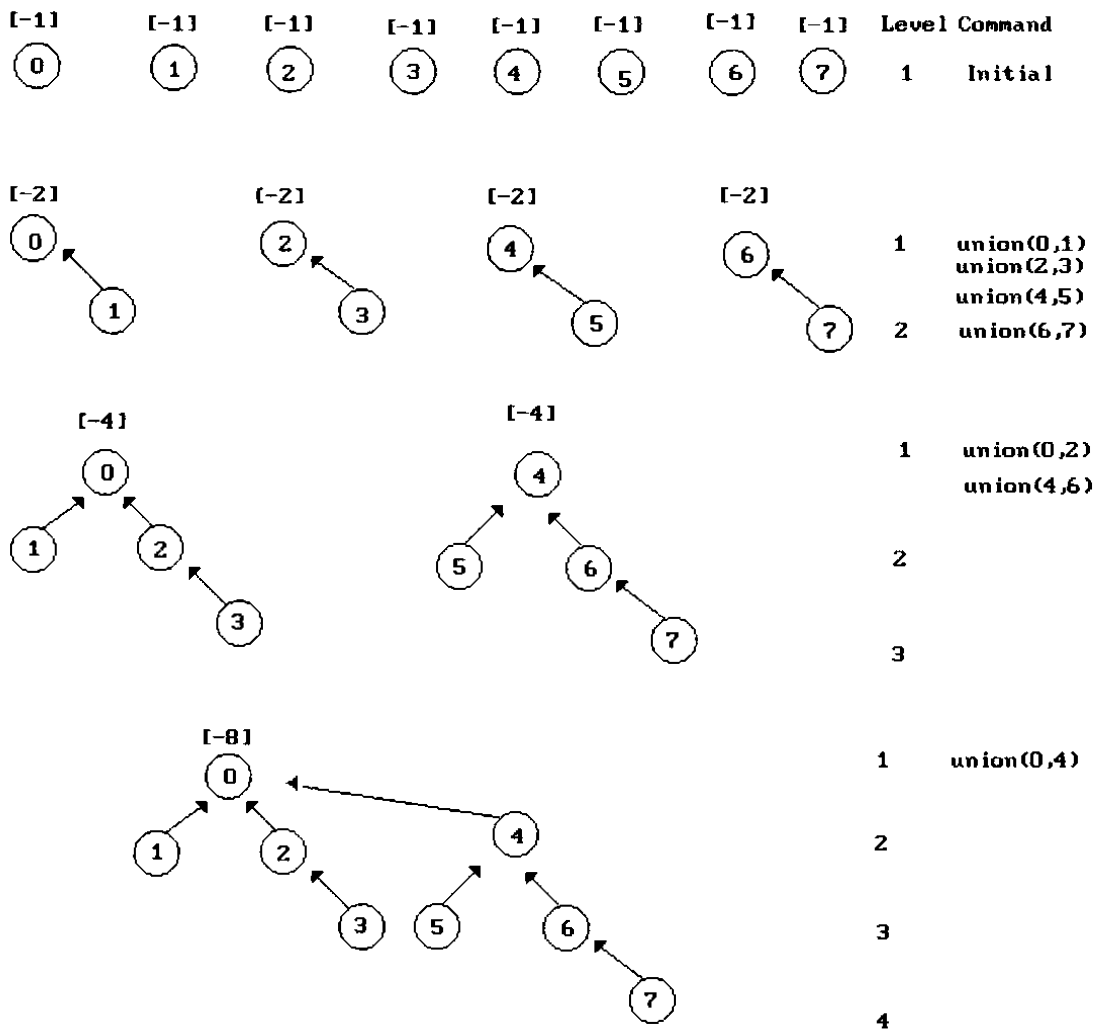 [-1] [-1] [-1] [-1] [-1] [-1] [-1] [-1] Level Command
0 1 2 3 4 5 6 7 1 Initial
[-2] [-2] [-2] [-2]
0 2 4 6 1 union(0,1)
union(2,3)
union(4,5)
1 3 5 7 2 union(6,7)
[-4] [-4]
0 4 1 union(0,2)
union(4,6)
1 2 5 6 2
3 7 3
[-8]
0 1 union(0,4)
1 2 4 2
3 5 6 3
7
4